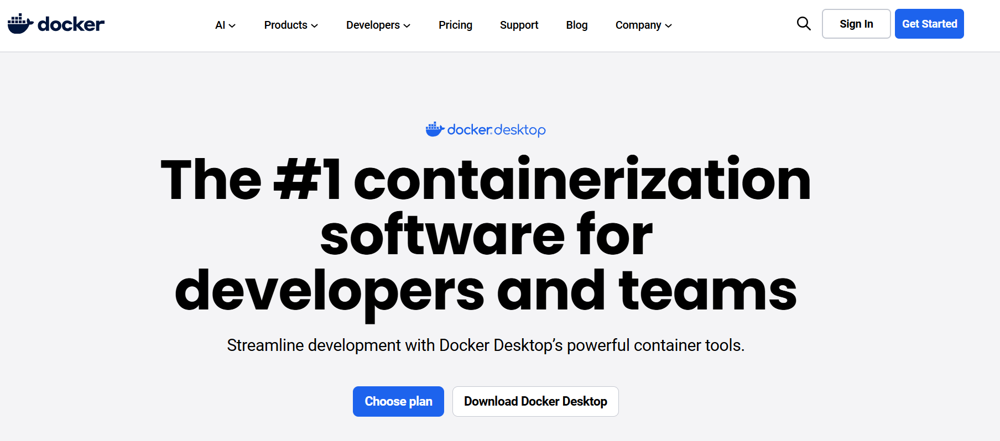 docker
AI
Products
Developers
Pricing
Support
Blog
Company
Sign In
Get Started
docker desktop
The #1 containerization
software for
developers and teams
Streamline development with Docker Desktop’s powerful container tools.
Choose plan
Download Docker Desktop